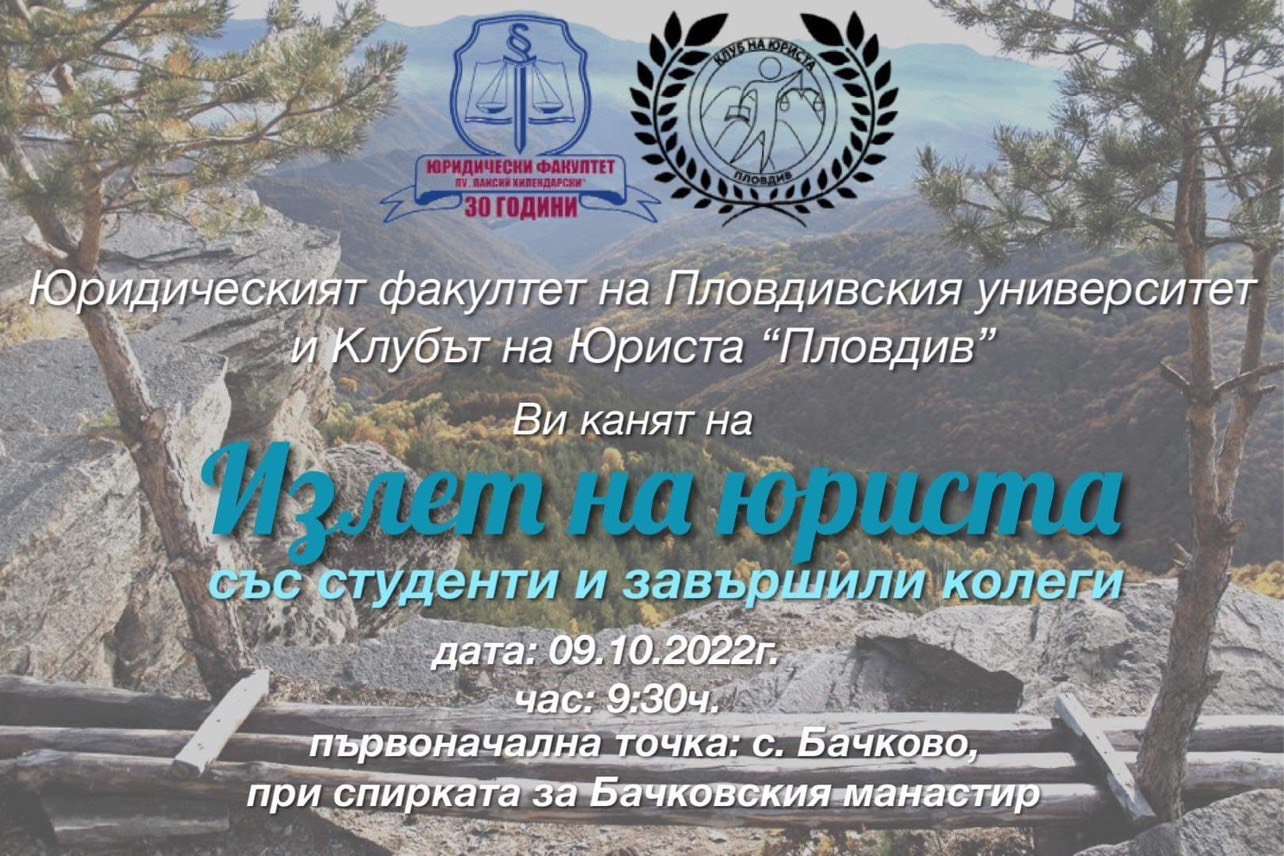 §
ЮРИДИЧЕСКИ ФАКУЛТЕТ
ПУ „ПАИСИЙ ХИЛЕНДАРСКИ“
30 ГОДИНИ
КЛУБ НА ЮРИСТА
ПЛОВДИВ
Юридическият факултет на Пловдивския университет
и Клубът на Юриста “Пловдив”
Ви канят на
Излет на юриста
със студенти и завършили колеги
дата: 09.10.2022г.
час: 9:30ч.
първоначална точка: с. Бачково,
при спирката за Бачковския манастир